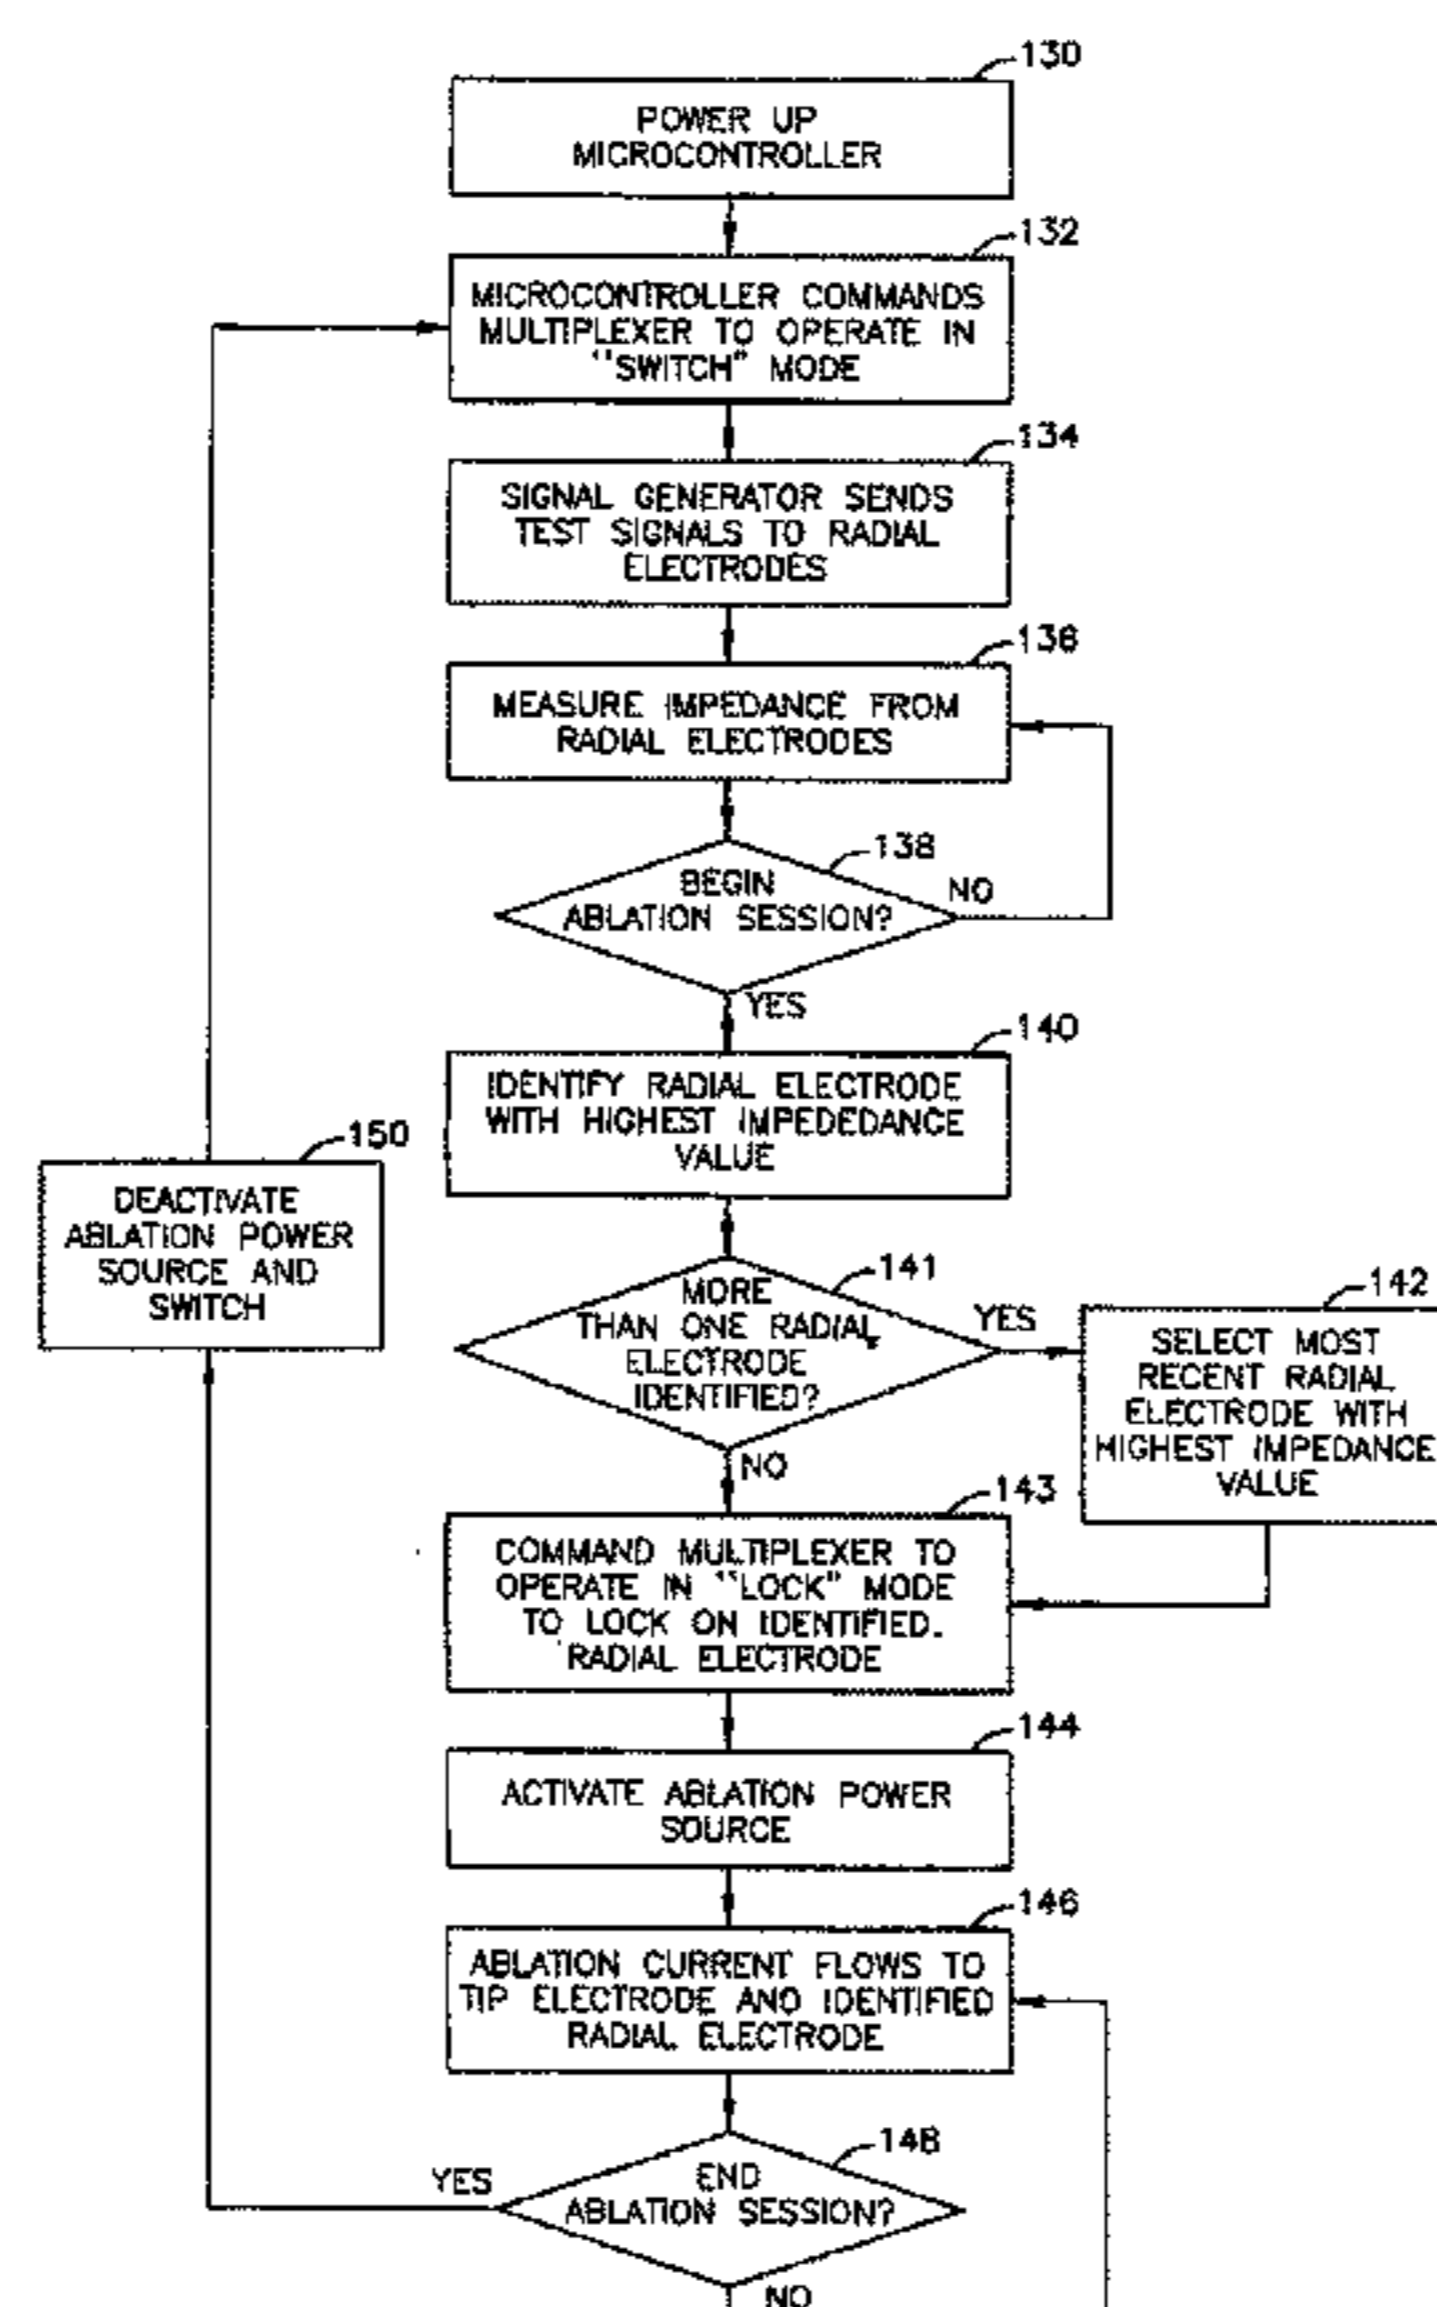 130
POWER UP
MICROCONTROLLER
132
MICROCONTROLLER COMMANDS
MULTIPLEXER TO OPERATE IN
"SWITCH" MODE
134
SIGNAL GENERATOR SENDS
TEST SIGNALS TO RADIAL
ELECTRODES
136
MEASURE IMPEDANCE FROM
RADIAL ELECTRODES
138
BEGIN
ABLATION SESSION?
NO
YES
140
IDENTIFY RADIAL ELECTRODE
WITH HIGHEST IMPEDEDANCE
VALUE
150
DEACTIVATE
ABLATION POWER
SOURCE AND
SWITCH
141
MORE
THAN ONE RADIAL
ELECTRODE
IDENTIFIED?
YES
NO
142
SELECT MOST
RECENT RADIAL
ELECTRODE WITH
HIGHEST IMPEDANCE
VALUE
143
COMMAND MULTIPLEXER TO
OPERATE IN "LOCK" MODE
TO LOCK ON IDENTIFIED.
RADIAL ELECTRODE
144
ACTIVATE ABLATION POWER
SOURCE
146
ABLATION CURRENT FLOWS TO
TIP ELECTRODE AND IDENTIFIED
RADIAL ELECTRODE
148
END
ABLATION SESSION?
YES
NO